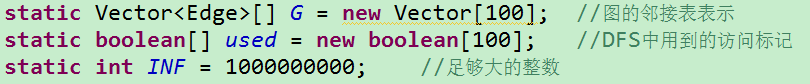 static Vector<Edge>[] G = new Vector[100]; //图的邻接表表示
static boolean[] used = new boolean[100]; //DFS中用到的访问标记
static int INF = 1000000000; //足够大的整数